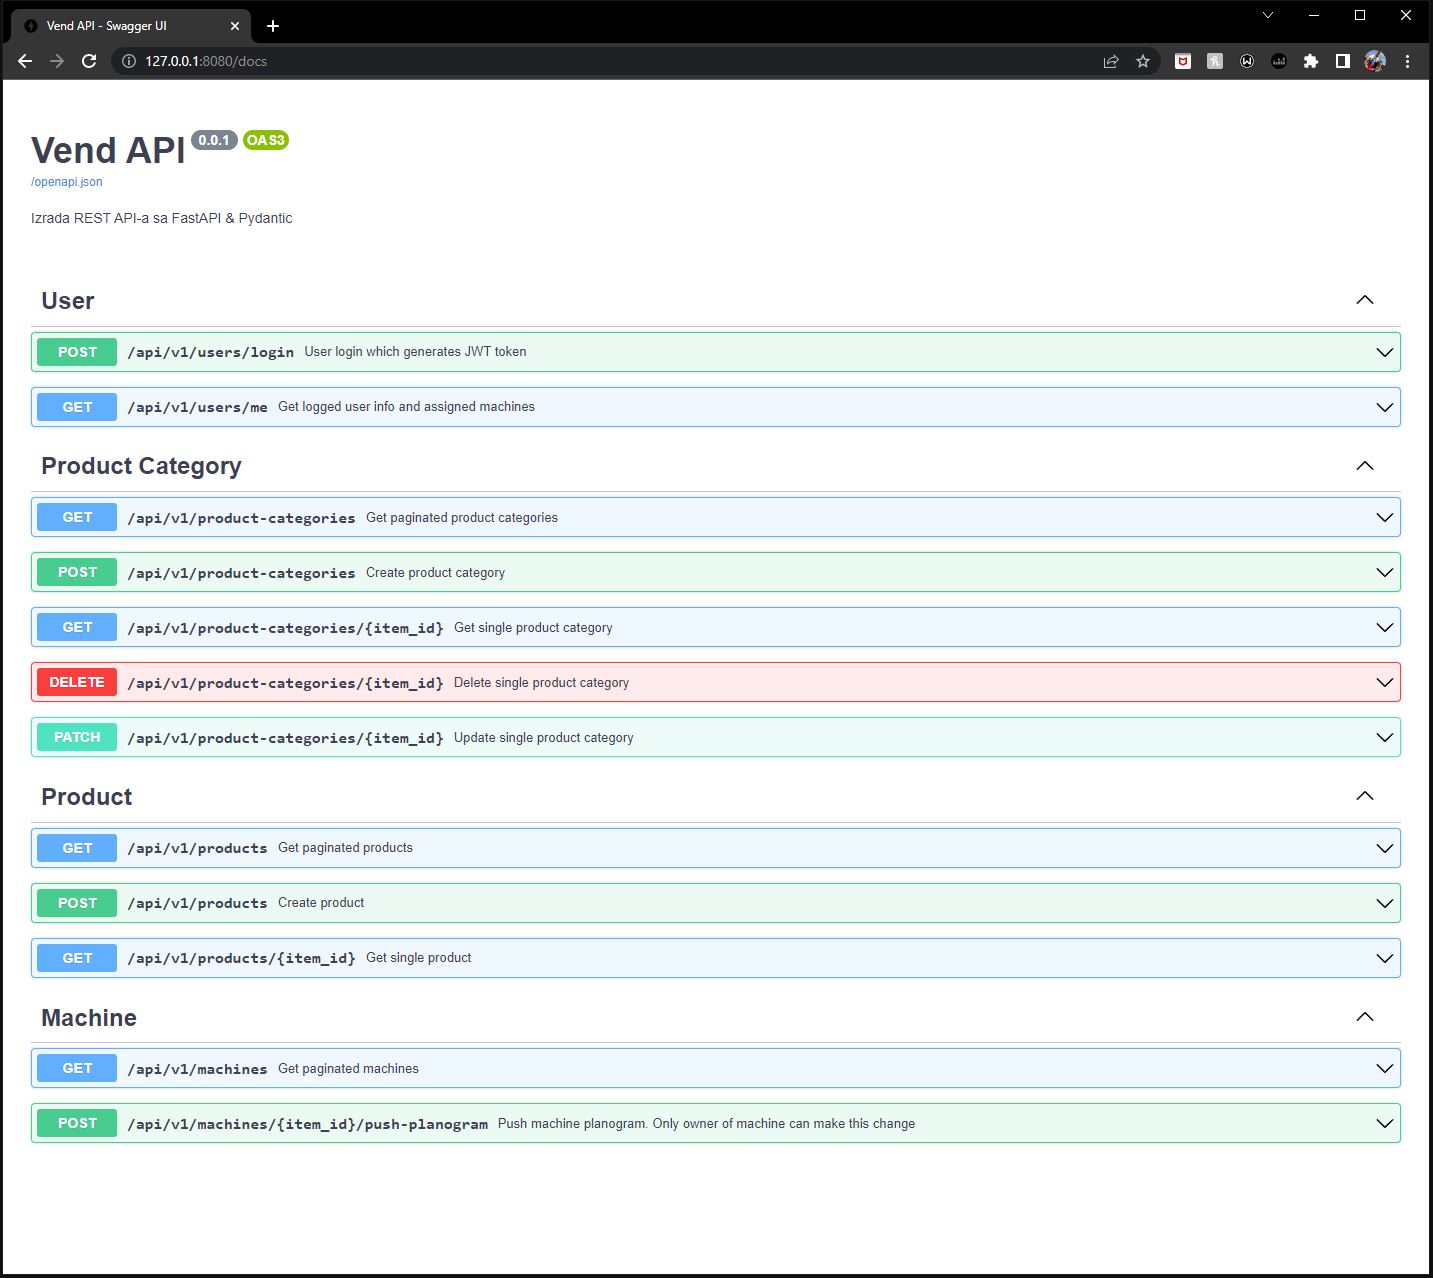 Vend API - Swagger UI
127.0.0.1:8080/docs
Vend API 0.0.1 OAS3
/openapi.json
Izrada REST API-a sa FastAPI & Pydantic
User
POST /api/v1/users/login User login which generates JWT token
GET /api/v1/users/me Get logged user info and assigned machines
Product Category
GET /api/v1/product-categories Get paginated product categories
POST /api/v1/product-categories Create product category
GET /api/v1/product-categories/{item_id} Get single product category
DELETE /api/v1/product-categories/{item_id} Delete single product category
PATCH /api/v1/product-categories/{item_id} Update single product category
Product
GET /api/v1/products Get paginated products
POST /api/v1/products Create product
GET /api/v1/products/{item_id} Get single product
Machine
GET /api/v1/machines Get paginated machines
POST /api/v1/machines/{item_id}/push-planogram Push machine planogram. Only owner of machine can make this change